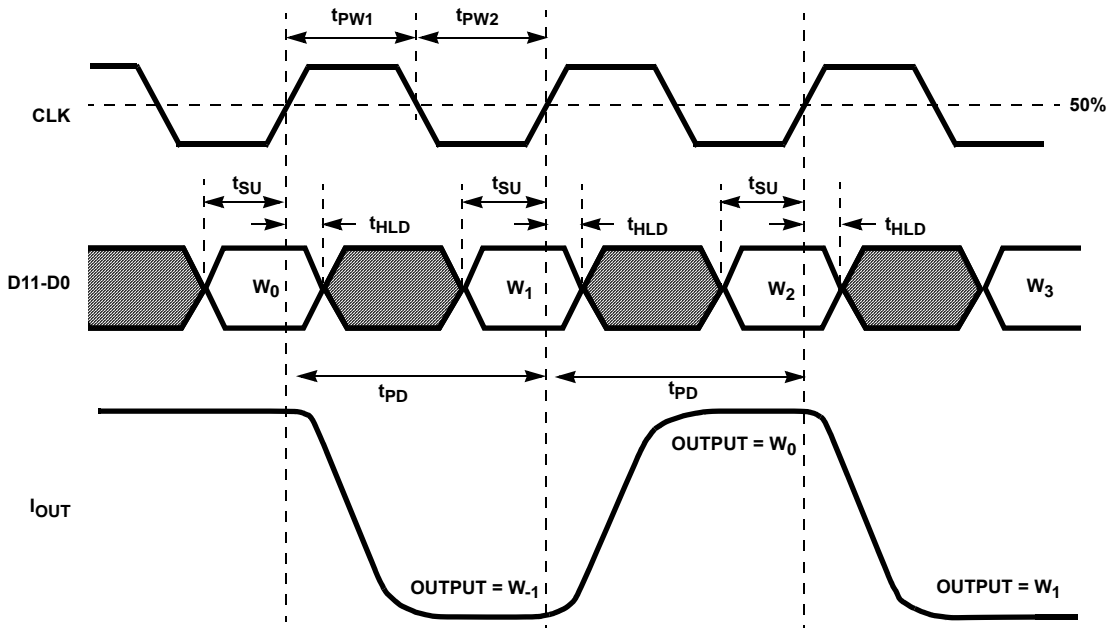 tPW1 tPW2
CLK
50%
tSU tSU tSU
tHLD tHLD tHLD
D11-D0
W0 W1 W2 W3
tPD tPD
OUTPUT = W0
IOUT
OUTPUT = W-1 OUTPUT = W1